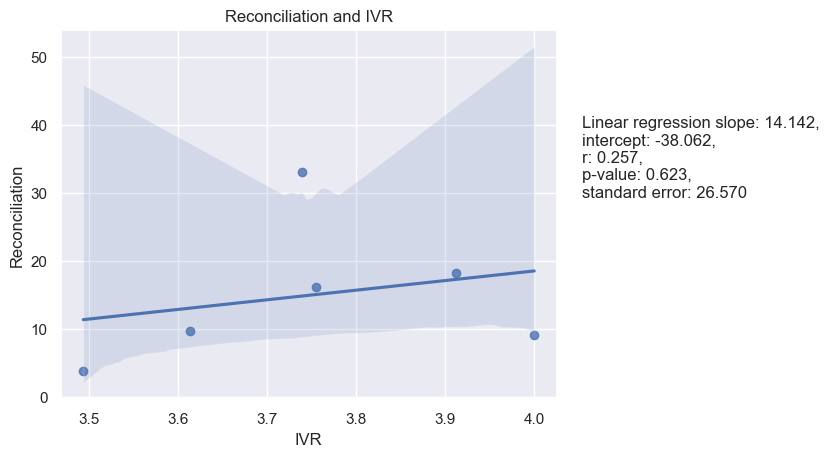 Reconciliation and IVR
50
40
30
20
10
0
Reconciliation
3.5 3.6 3.7 3.8 3.9 4.0
IVR
Linear regression slope: 14.142,
intercept: -38.062,
r: 0.257,
p-value: 0.623,
standard error: 26.570